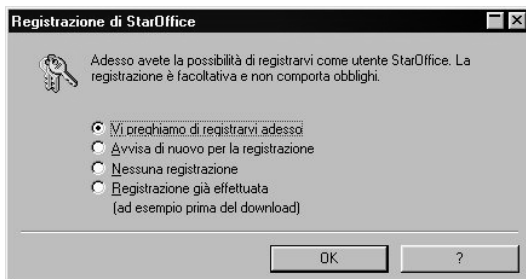 Registrazione di StarOffice
Adesso avete la possibilità di registrarvi come utente StarOffice. La
registrazione è facoltativa e non comporta obblighi.
Vi preghiamo di registrarvi adesso
Avvisa di nuovo per la registrazione
Nessuna registrazione
Registrazione già effettuata
(ad esempio prima del download)
OK
?